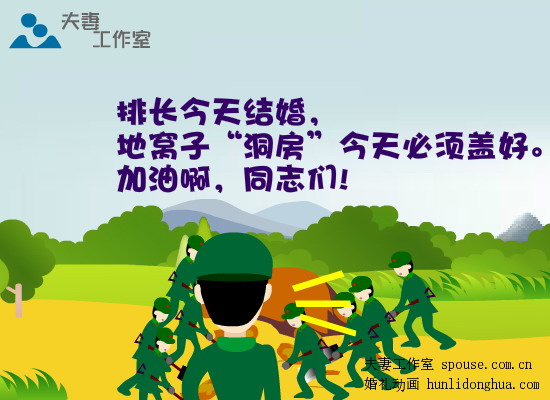 夫妻
工作室
排长今天结婚，
地窝子“洞房”今天必须盖好。
加油啊，同志们！
夫妻工作室 spouse.com.cn
婚礼动画 hunlidonghua.com